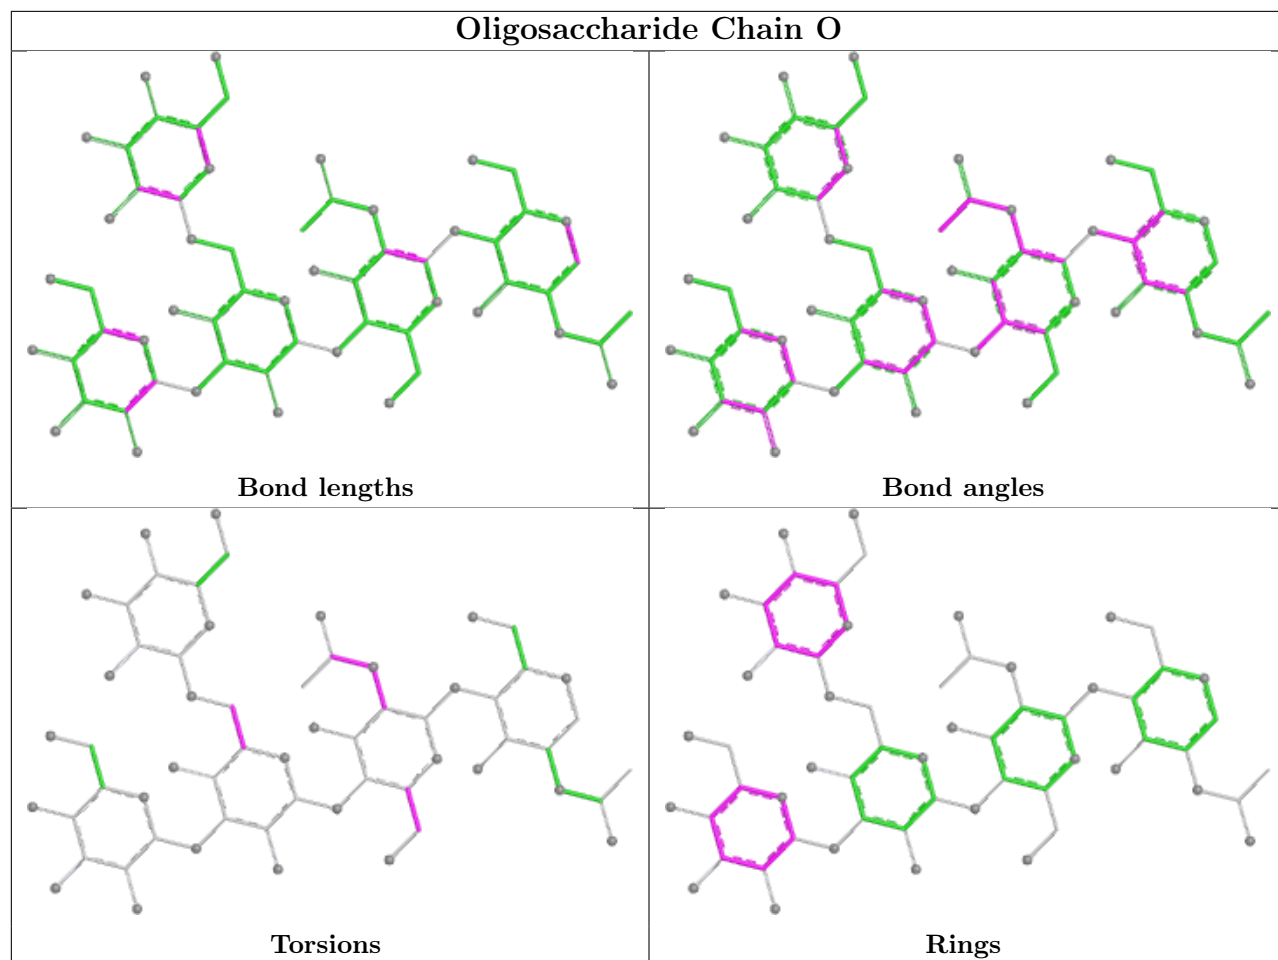 Oligosaccharide Chain O
Bond lengths
Bond angles
Torsions
Rings